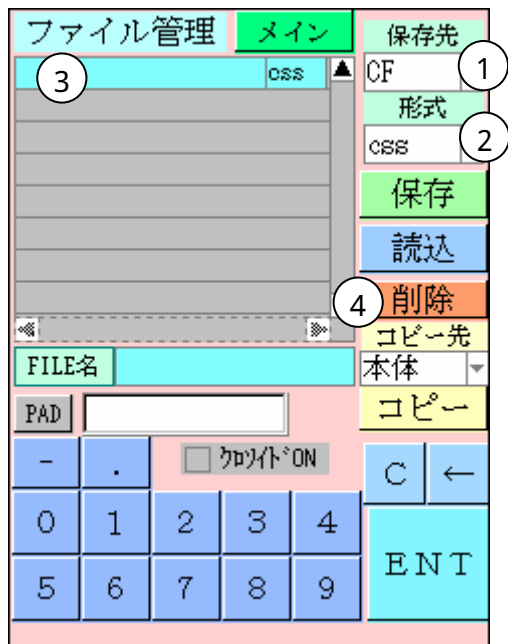 ファイル管理 メイン 保存先
③ css CF ①
形式
css ②
保存
読込
④ 削除
コピー先
FILE名 本体
PAD コピー
- . クロソイドON C ←
0 1 2 3 4 ENT
5 6 7 8 9